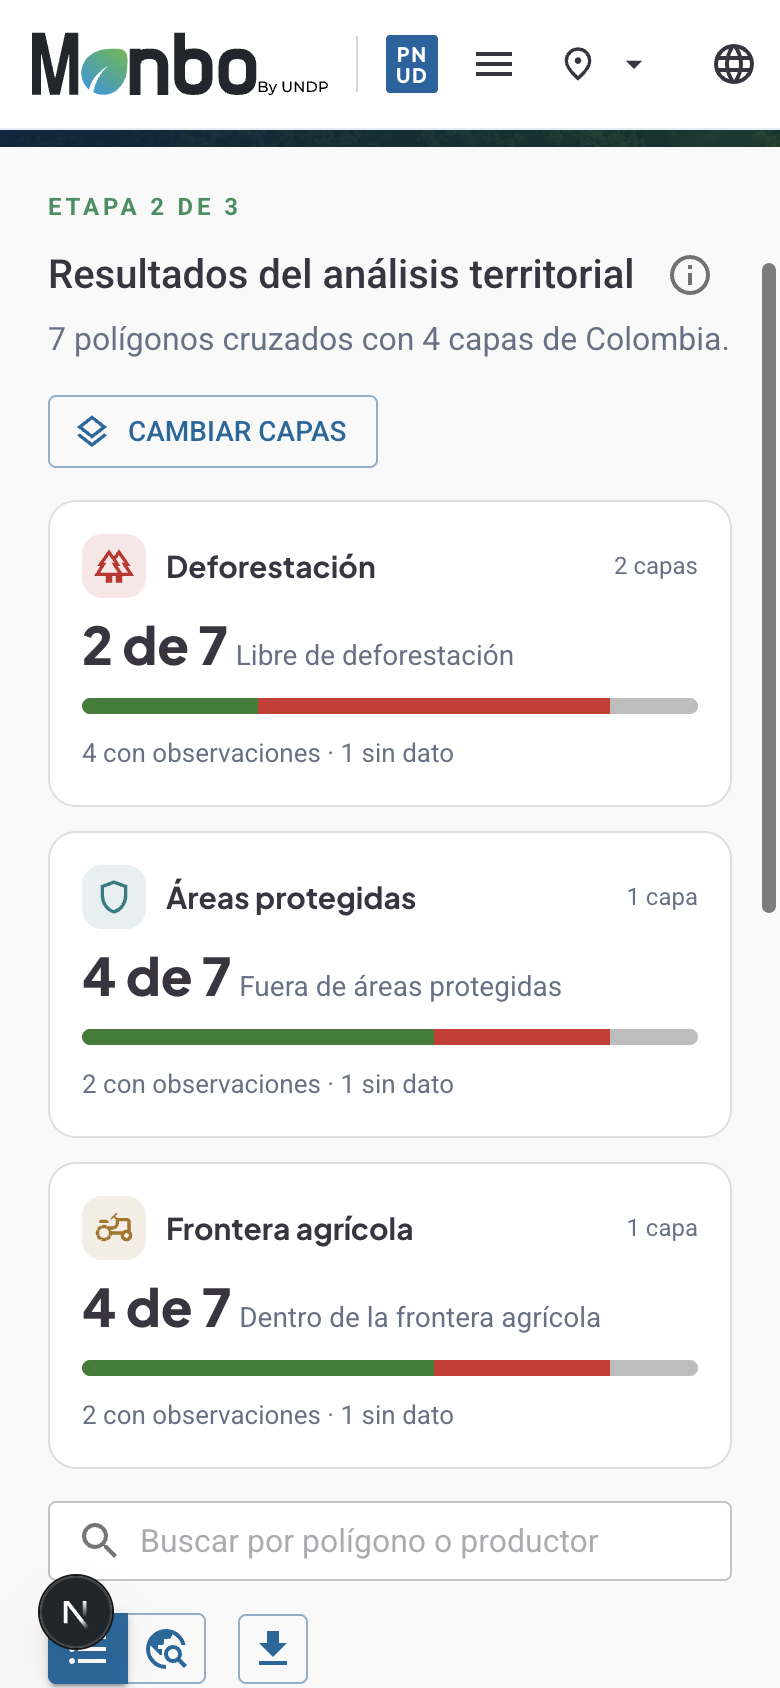 Monbo By UNDP
PN
UD
ETAPA 2 DE 3
Resultados del análisis territorial
7 polígonos cruzados con 4 capas de Colombia.
CAMBIAR CAPAS
Deforestación 2 capas
2 de 7 Libre de deforestación
4 con observaciones · 1 sin dato
Áreas protegidas 1 capa
4 de 7 Fuera de áreas protegidas
2 con observaciones · 1 sin dato
Frontera agrícola 1 capa
4 de 7 Dentro de la frontera agrícola
2 con observaciones · 1 sin dato
Buscar por polígono o productor
N